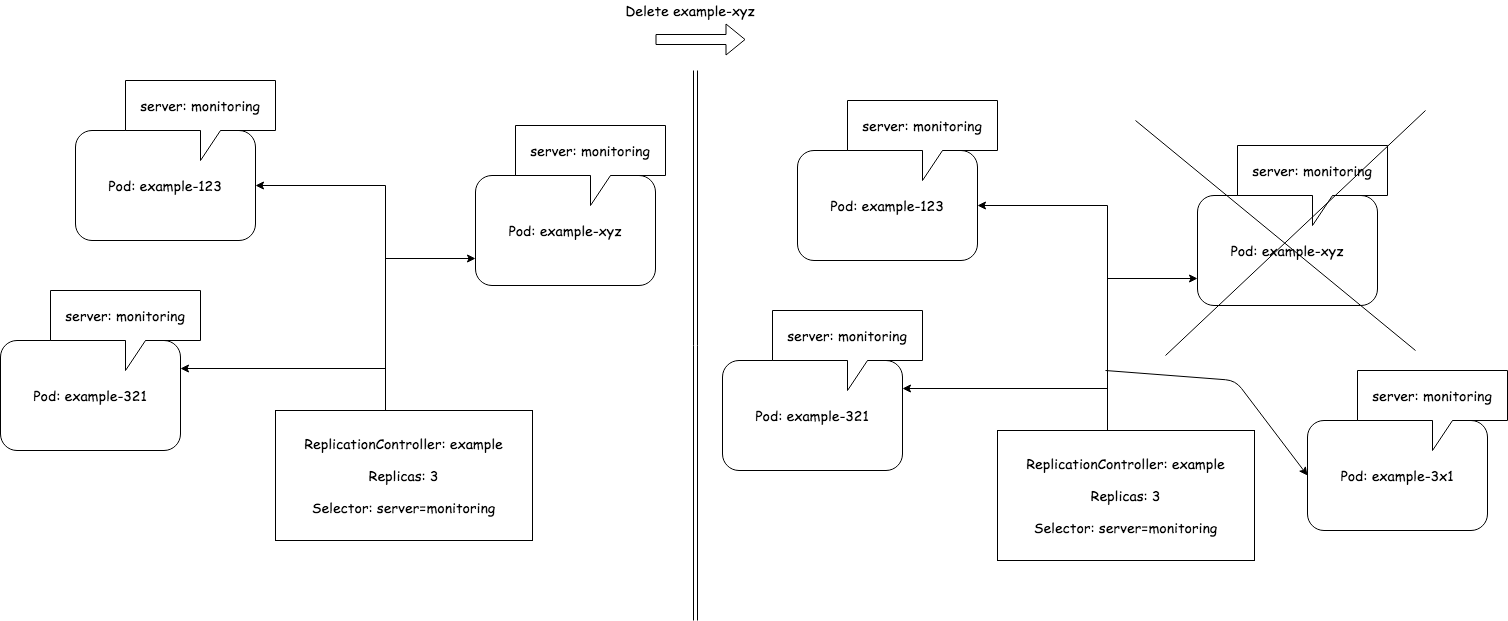 Delete example-xyz
server: monitoring
Pod: example-123
server: monitoring
Pod: example-xyz
server: monitoring
Pod: example-321
ReplicationController: example
Replicas: 3
Selector: server=monitoring
server: monitoring
Pod: example-123
server: monitoring
Pod: example-xyz
server: monitoring
Pod: example-321
server: monitoring
Pod: example-3x1
ReplicationController: example
Replicas: 3
Selector: server=monitoring